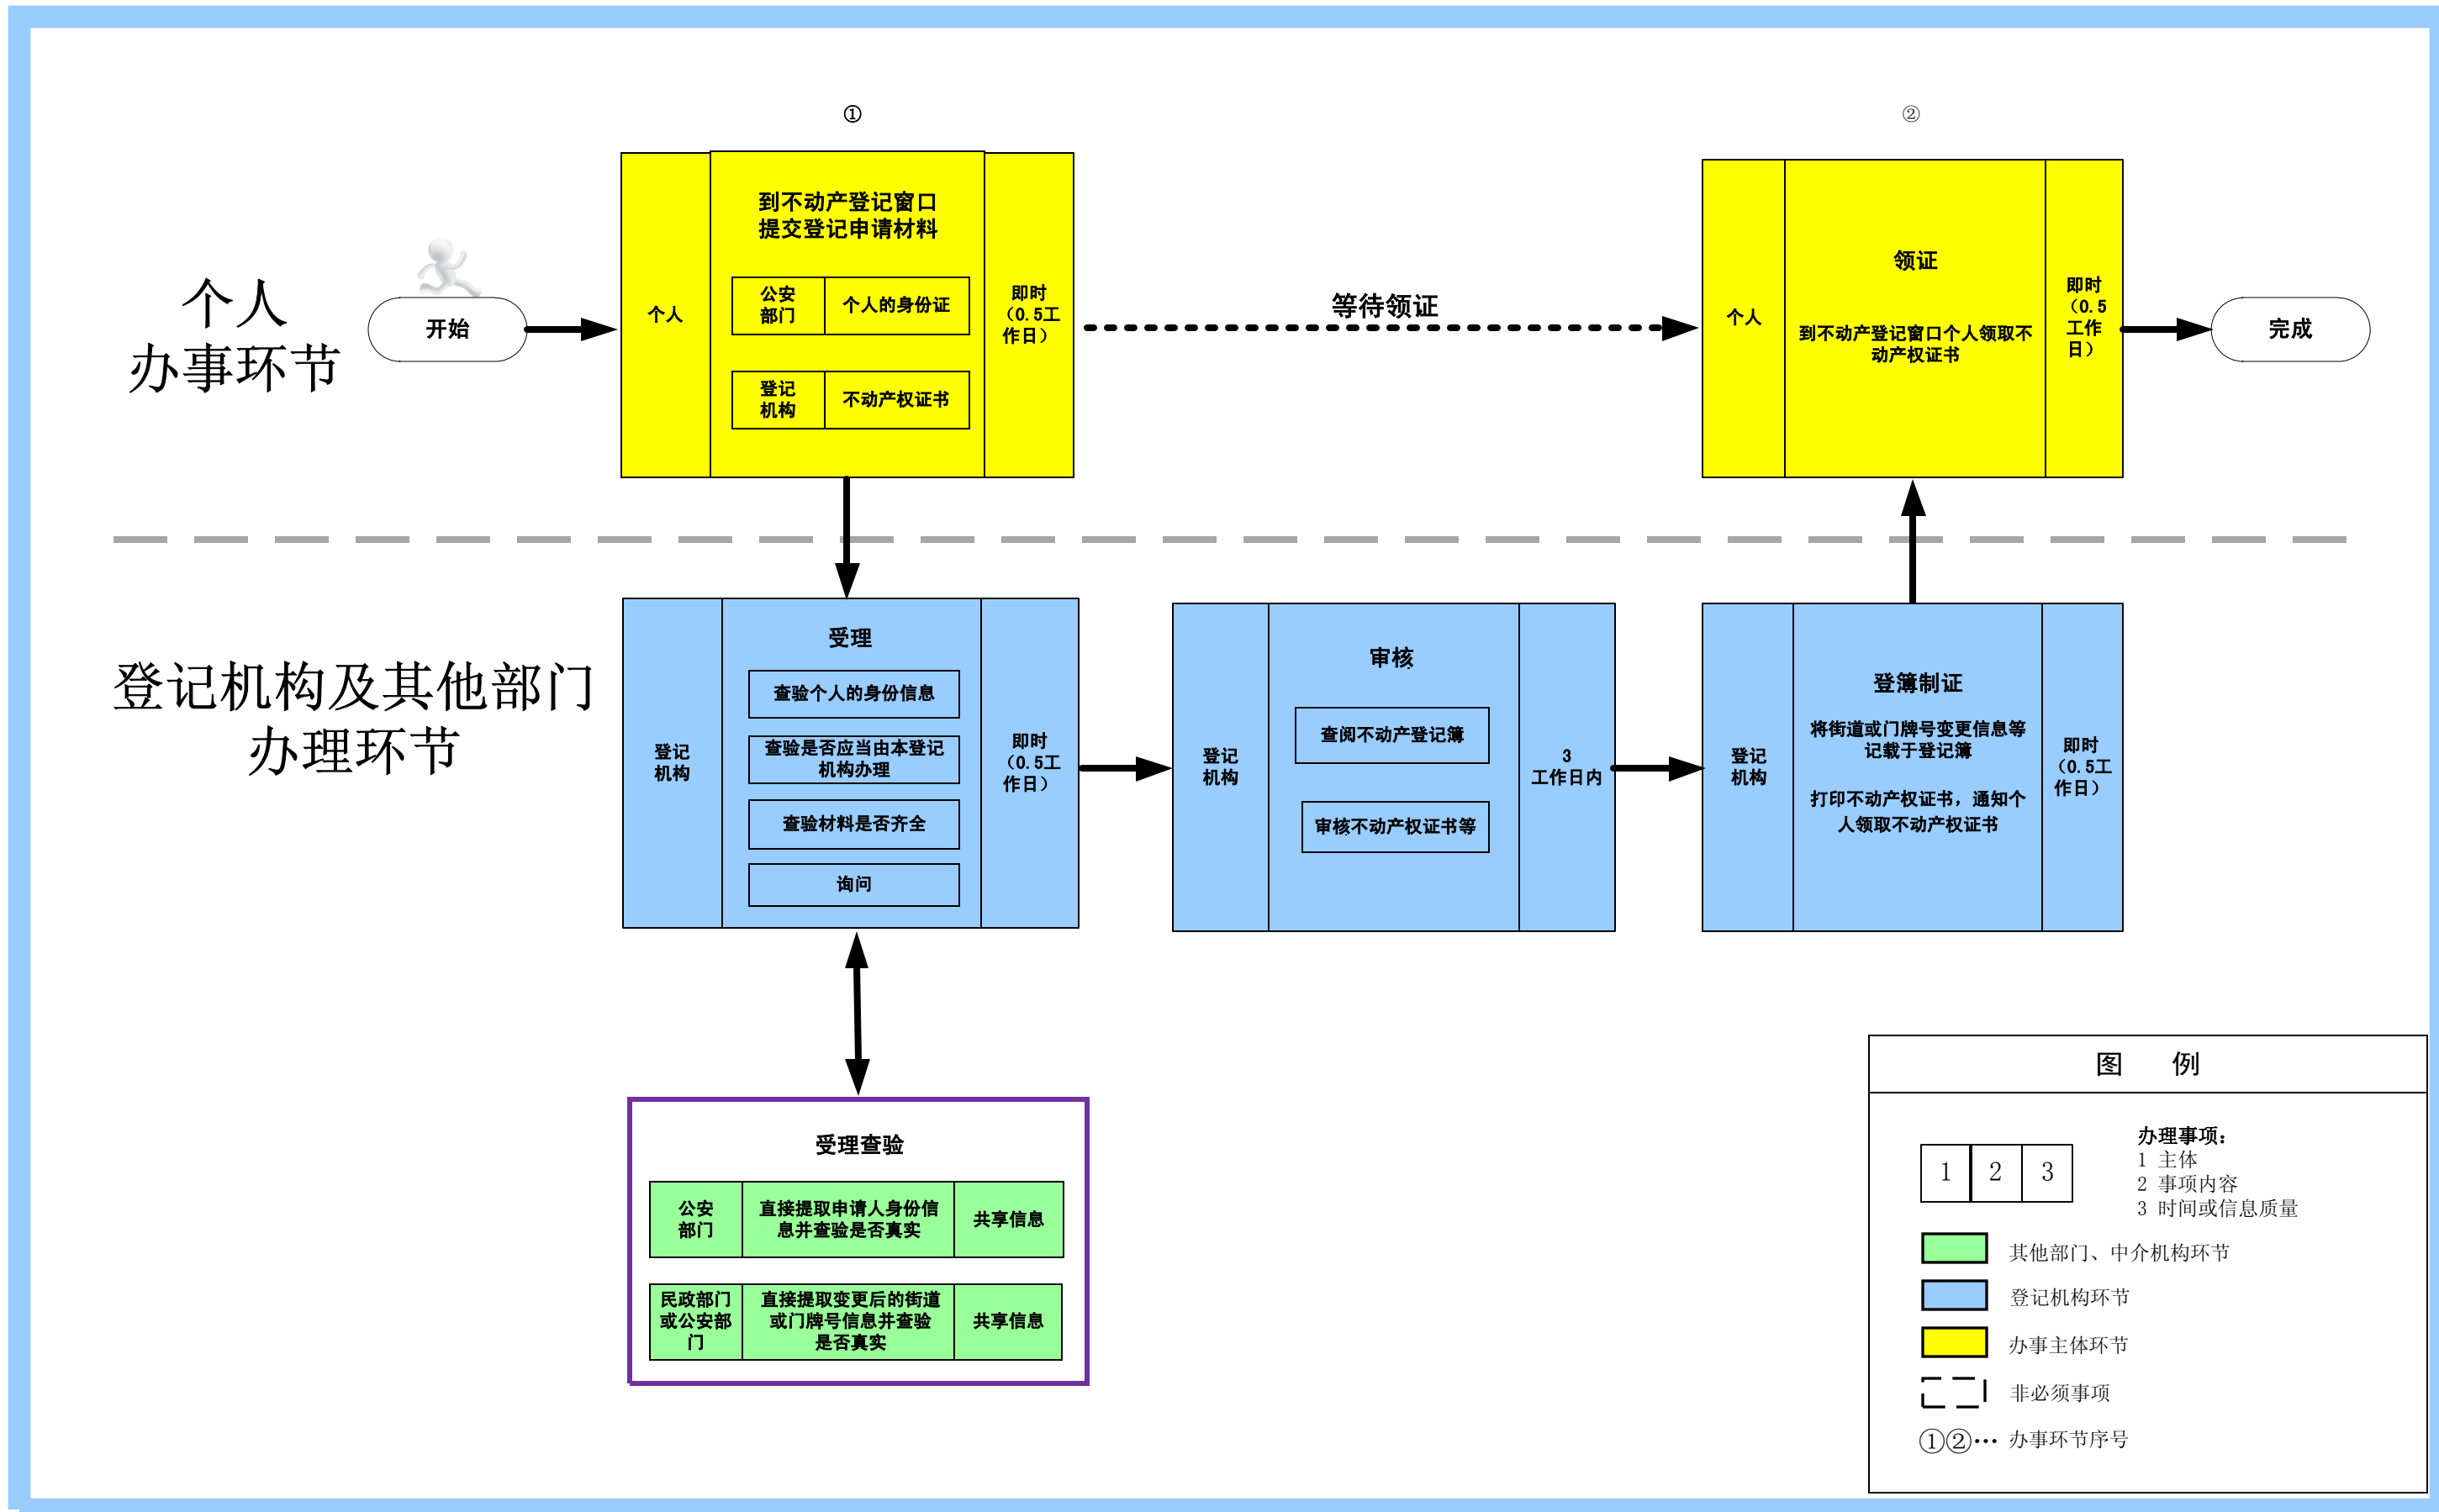 ①
②
个人
办事环节
开始
个人
到不动产登记窗口
提交登记申请材料
公安
部门
个人的身份证
登记
机构
不动产权证书
即时
（0.5工
作日）
等待领证
个人
领证
到不动产登记窗口个人领取不
动产权证书
即时
（0.5
工作
日）
完成
登记机构及其他部门
办理环节
登记
机构
受理
查验个人的身份信息
查验是否应当由本登记
机构办理
查验材料是否齐全
询问
即时
（0.5工
作日）
登记
机构
审核
查阅不动产登记簿
审核不动产权证书等
3
工作日内
登记
机构
登簿制证
将街道或门牌号变更信息等
记载于登记簿
打印不动产权证书，通知个
人领取不动产权证书
即时
（0.5工
作日）
受理查验
公安
部门
直接提取申请人身份信
息并查验是否真实
共享信息
民政部门
或公安部
门
直接提取变更后的街道
或门牌号信息并查验
是否真实
共享信息
图 例
1 2 3
办理事项：
1 主体
2 事项内容
3 时间或信息质量
其他部门、中介机构环节
登记机构环节
办事主体环节
非必须事项
①②… 办事环节序号